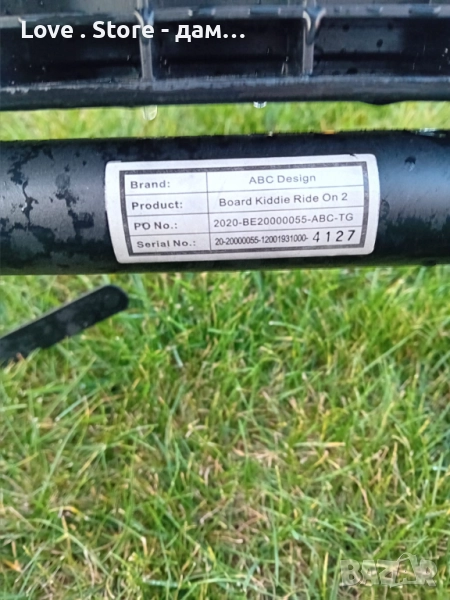 Love . Store - дам...
Brand: ABC Design
Product: Board Kiddie Ride On 2
PO No.: 2020-BE20000055-ABC-TG
Serial No.: 20-20000055-12001931000- 4127
BAZAR